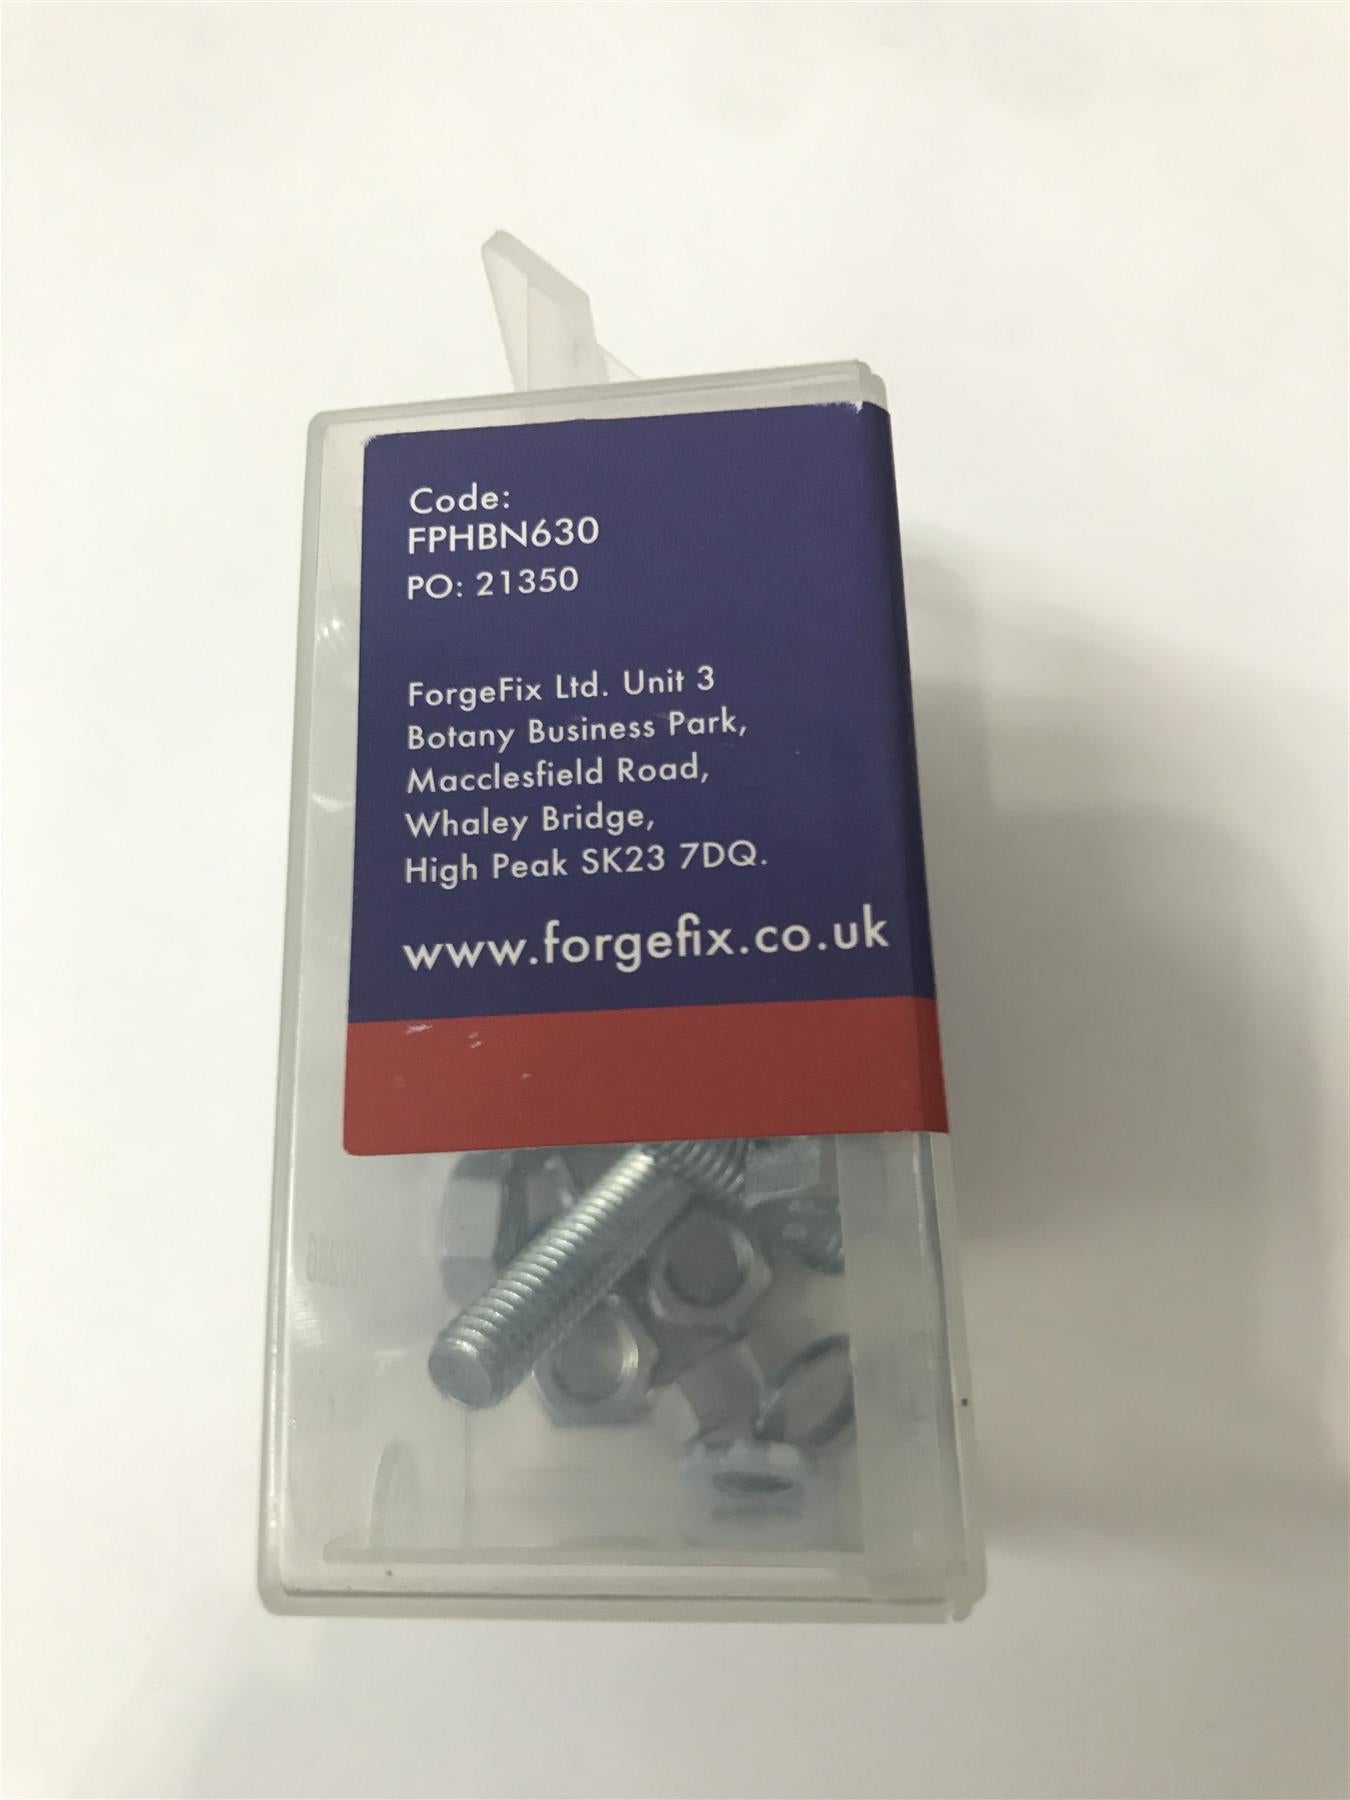 Code:
FPHBN630
PO: 21350
ForgeFix Ltd. Unit 3
Botany Business Park,
Macclesfield Road,
Whaley Bridge,
High Peak SK23 7DQ.
www.forgefix.co.uk